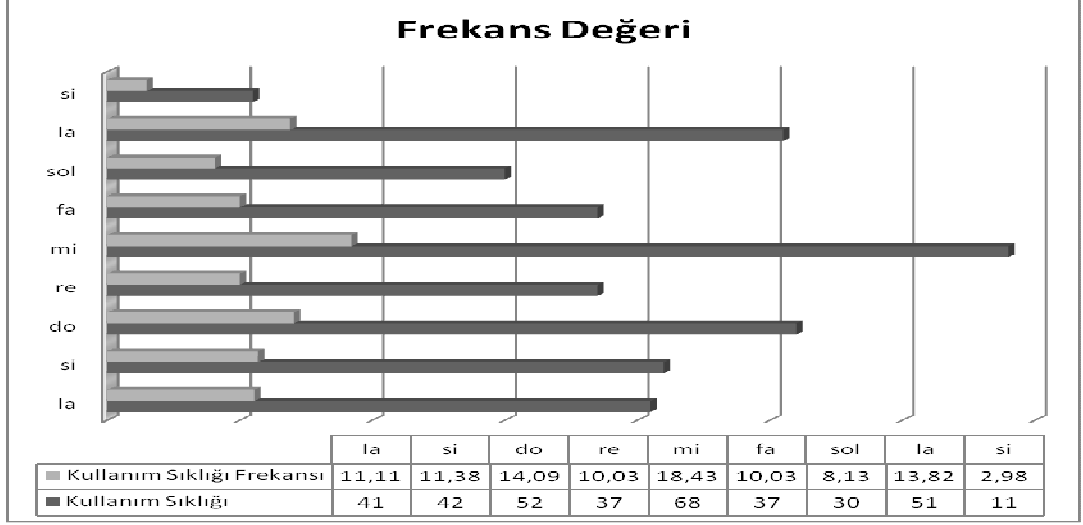 Frekans Değeri
si
la
sol
fa
mi
re
do
si
la
la si do re mi fa sol la si
Kullanım Sıklığı Frekansı 11,11 11,38 14,09 10,03 18,43 10,03 8,13 13,82 2,98
Kullanım Sıklığı 41 42 52 37 68 37 30 51 11